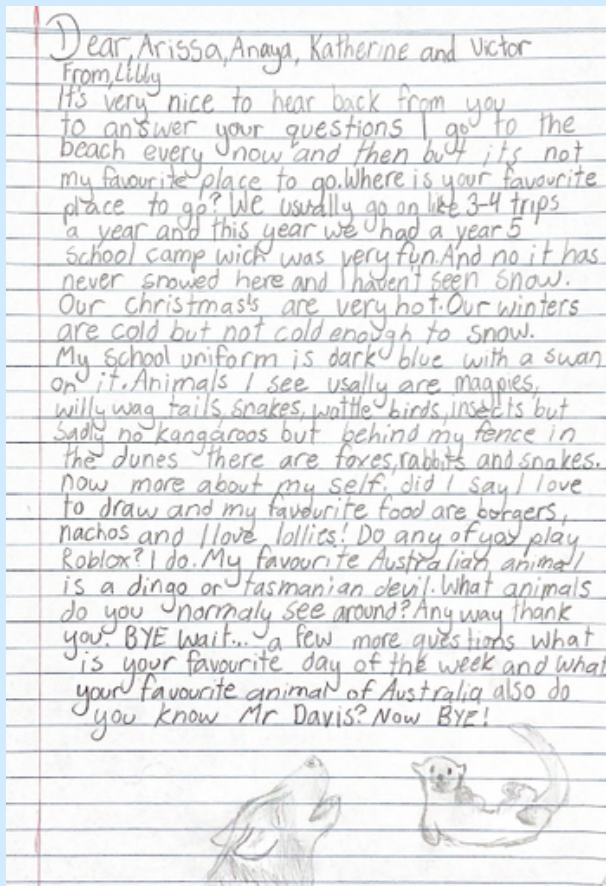 Dear, Arissa, Anaya, Katherine and Victor
From, Lilly
It's very nice to hear back from you
to answer your questions I go to the
beach every now and then but its not
my favourite place to go. Where is your favourite
place to go? We usually go on like 3-4 trips
a year and this year we had a year 5
school camp wich was very fun. And no it has
never snowed here and I haven't seen snow.
Our christmas's are very hot. Our winters
are cold but not cold enough to snow.
My school uniform is dark blue with a swan
on it. Animals I see usally are magpies,
willy wag tails, snakes, wattle birds, insects but
sadly no kangaroos but behind my fence in
the dunes there are foxes, rabbits and snakes.
now more about my self. did I say I love
to draw and my favourite food are borgers,
nachos and I love lollies! Do any of you play
Roblox? I do. My favourite Australian animal
is a dingo or tasmanian devil. What animals
do you normaly see around? Any way thank
you. BYE wait... a few more questions what
is your favourite day of the week and what
your favourite animal of Australia also do
you know Mr Davis? Now BYE!